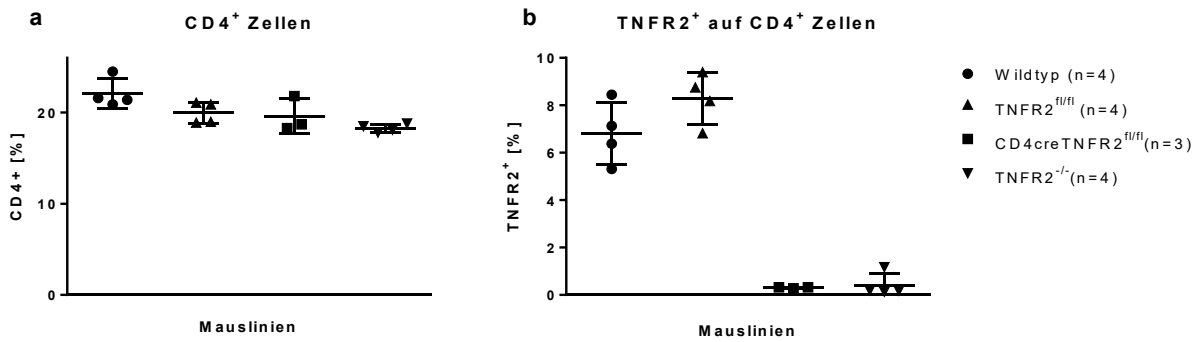 a
CD4⁺ Zellen
CD4+ [%]
20
20
0
Mauslinien
b
TNFR2⁺ auf CD4⁺ Zellen
TNFR2⁺ [%]
10
8
6
4
2
0
Mauslinien
Wildtyp (n=4)
TNFR2fl/fl (n=4)
CD4creTNFR2fl/fl(n=3)
TNFR2-/-(n=4)